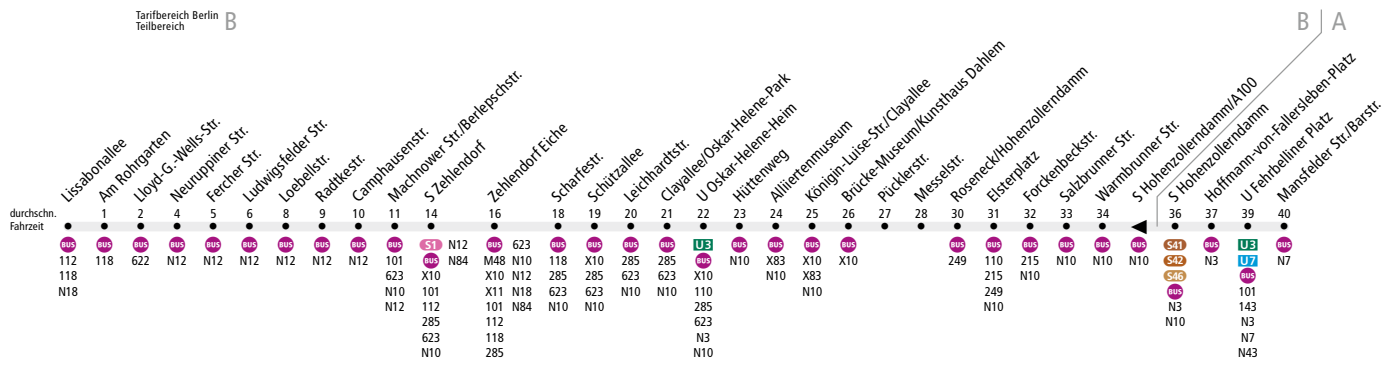 Tarifbereich Berlin
Teilbereich B
B A
Lissabonallee
Am Rohrgarten
Lloyd-G.-Wells-Str.
Neuruppiner Str.
Fercher Str.
Ludwigsfelder Str.
Loebellstr.
Radtkestr.
Camphausenstr.
Machnower Str./Berlepschstr.
S Zehlendorf
Zehlendorf Eiche
Scharfestr.
Schützallee
Leichhardtstr.
Clayallee/Oskar-Helene-Park
U Oskar-Helene-Heim
Hüttenweg
Alliiertenmuseum
Königin-Luise-Str./Clayallee
Brücke-Museum/Kunsthaus Dahlem
Pücklerstr.
Messelstr.
Roseneck/Hohenzollerndamm
Elsterplatz
Forckenbeckstr.
Salzbrunner Str.
Warmbrunner Str.
S Hohenzollerndamm/A100
S Hohenzollerndamm
Hoffmann-von-Fallersleben-Platz
U Fehrbelliner Platz
Mansfelder Str./Barstr.
durchschn. 1 2 4 5 6 8 9 10 11 14 16 18 19 20 21 22 23 24 25 26 27 28 30 31 32 33 34 36 37 39 40
Fahrzeit
BUS BUS BUS BUS BUS BUS BUS BUS BUS BUS S1 N12 BUS 623 BUS BUS BUS BUS U3 BUS BUS BUS BUS BUS BUS BUS BUS BUS BUS S41 BUS U3 BUS
112 118 622 N12 N12 N12 N12 N12 N12 101 BUS N84 M48 N10 118 X10 285 285 BUS N10 X83 X10 X10 249 110 215 N10 N10 N10 S42 N3 U7 N7
118 623 X10 X10 N12 285 285 623 623 X10 N10 X83 215 N10 S46 BUS
N18 N10 101 X11 N18 623 623 N10 N10 110 N10 249 BUS 101
N12 112 101 N84 N10 N10 285 N10 N3 143
285 112 623 N10 N3
623 118 N3 N7
N10 285 N10 N43